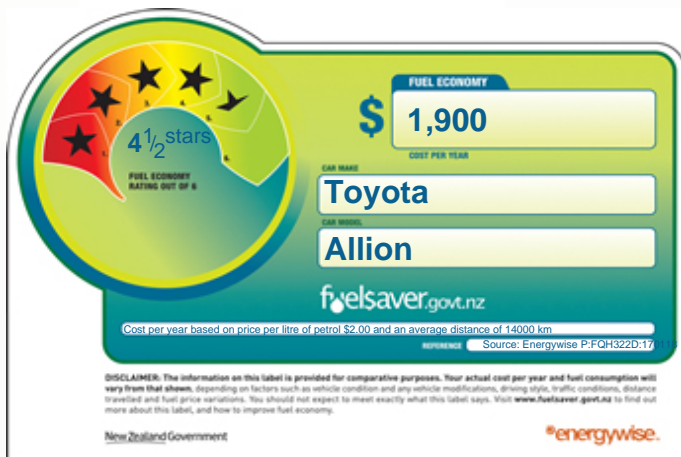 4 1/2 stars
FUEL ECONOMY
RATING OUT OF 6
1.
2.
3.
4.
5.
6.
FUEL ECONOMY
$ 1,900
COST PER YEAR
CAR MAKE
Toyota
CAR MODEL
Allion
fuelsaver.govt.nz
Cost per year based on price per litre of petrol $2.00 and an average distance of 14000 km
REFERENCE Source: Energywise P:FQH322D:
DISCLAIMER: The information on this label is provided for comparative purposes. Your actual cost per year and fuel consumption will
vary from that shown, depending on factors such as vehicle condition and any vehicle modifications, driving style, traffic conditions, distance
travelled and fuel price variations. You should not expect to meet exactly what this label says. Visit www.fuelsaver.govt.nz to find out
more about this label, and how to improve fuel economy.
New Zealand Government
energywise.